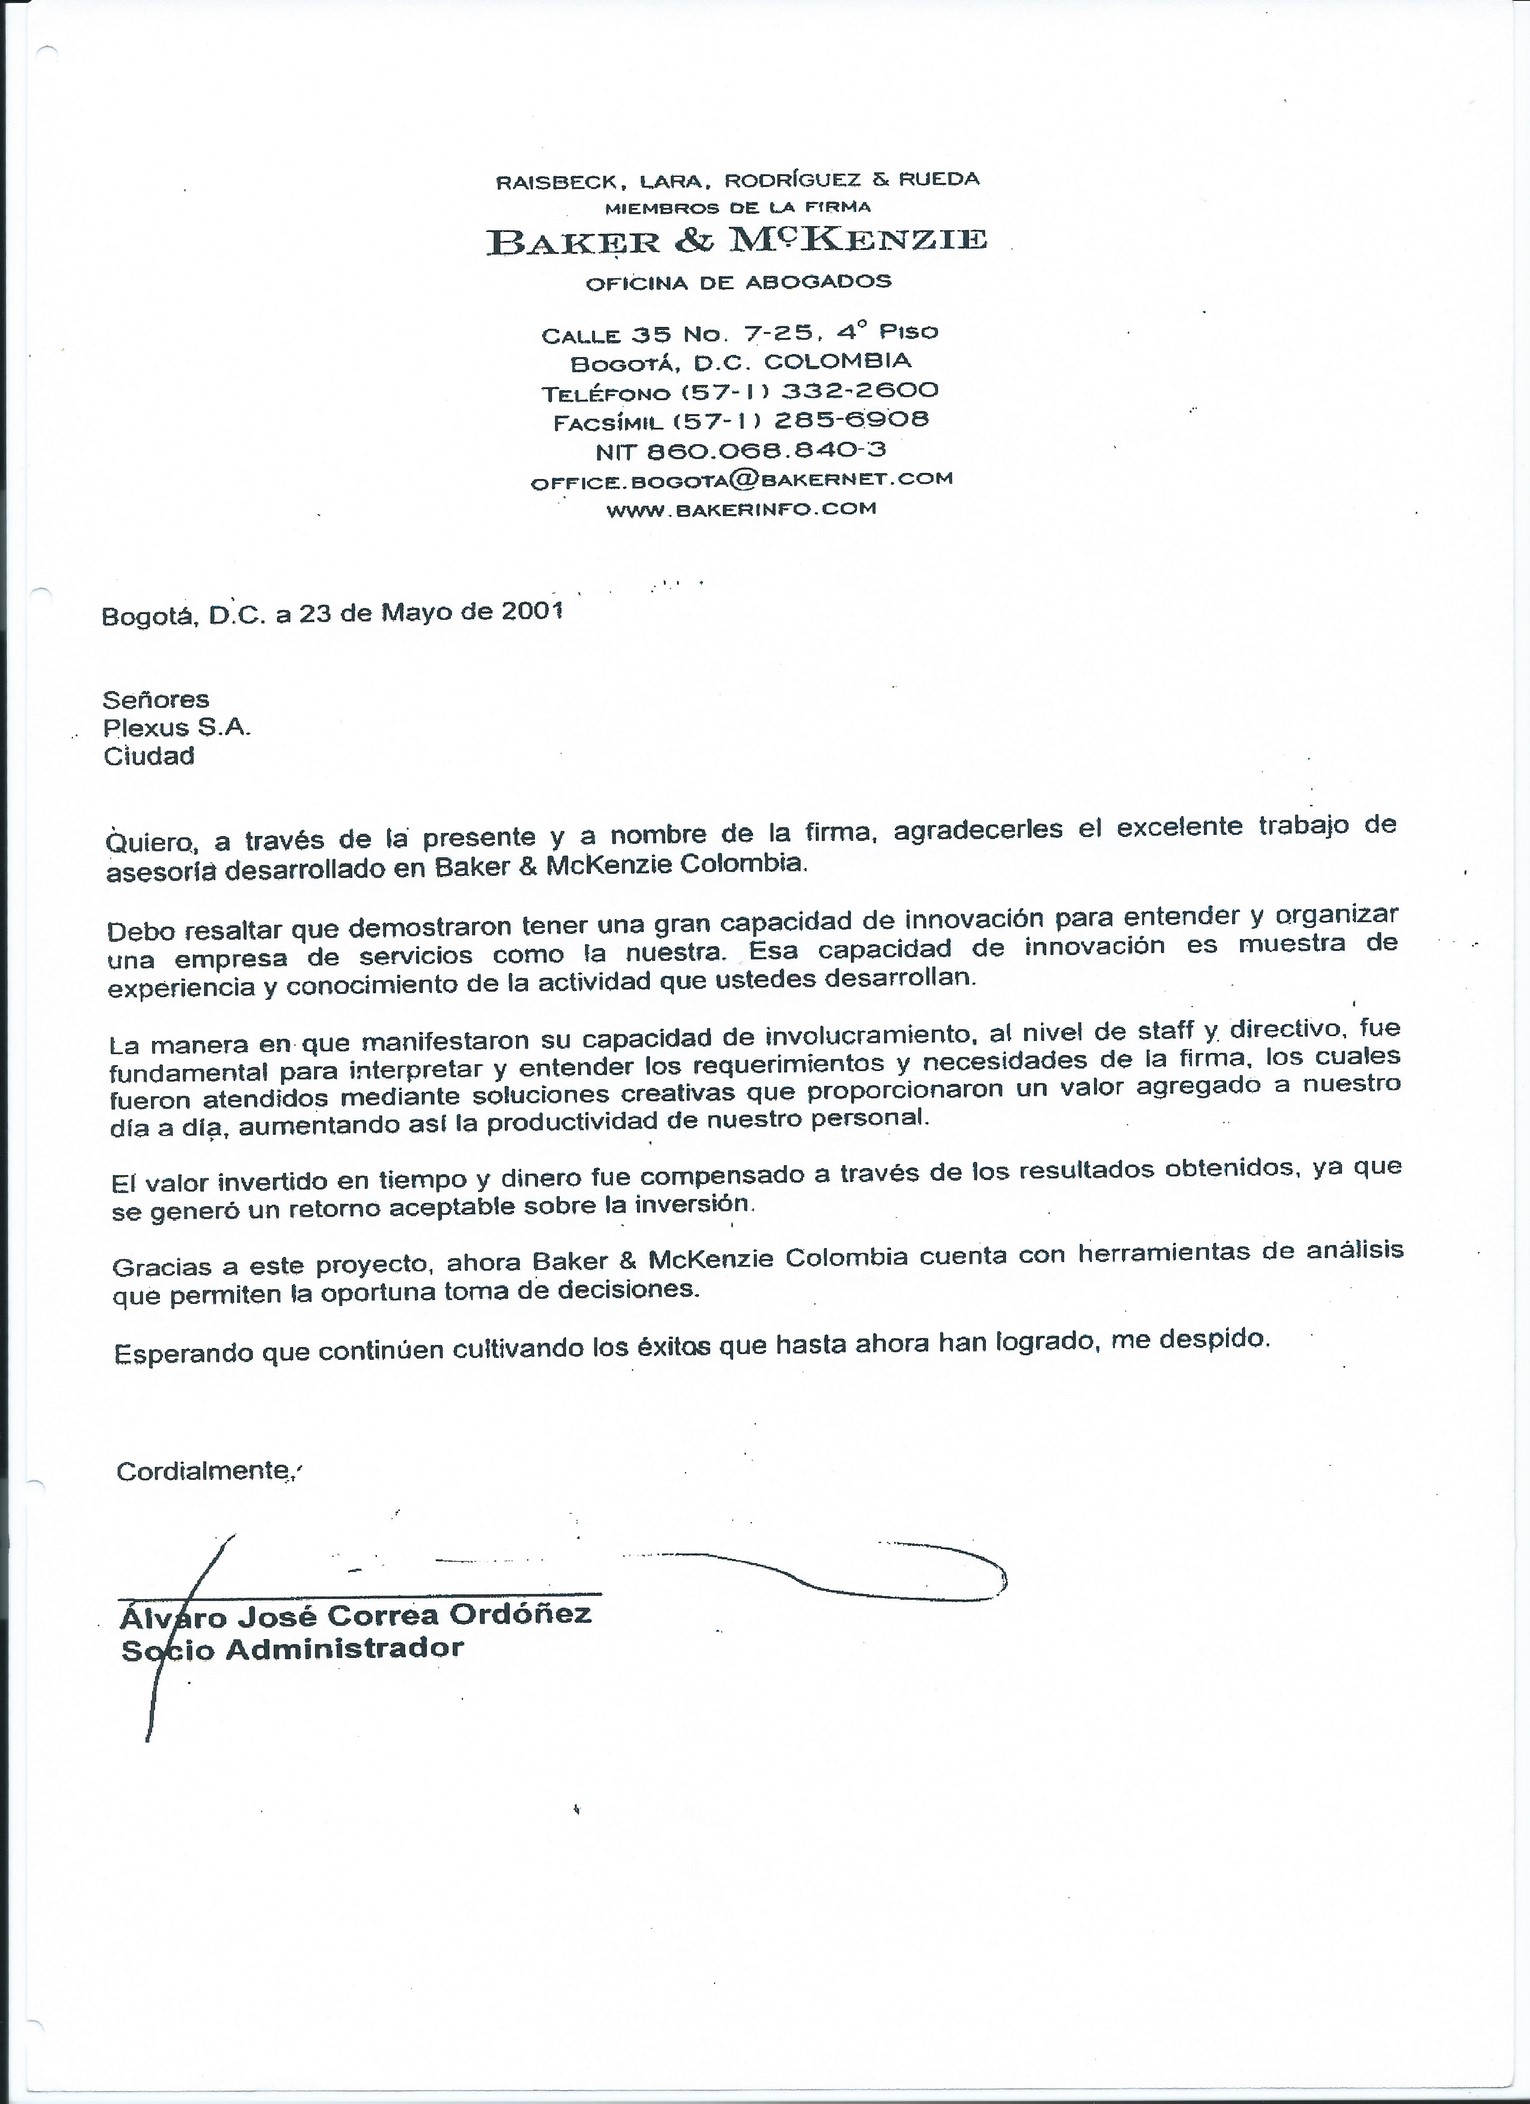 RAISBECK, LARA, RODRÍGUEZ & RUEDA
MIEMBROS DE LA FIRMA
BAKER & McKENZIE
OFICINA DE ABOGADOS
CALLE 35 No. 7-25, 4° PISO
BOGOTÁ, D.C. COLOMBIA
TELÉFONO (57-1) 332-2600
FACSÍMIL (57-1) 285-6908
NIT 860.068.840-3
OFFICE.BOGOTA@BAKERNET.COM
WWW.BAKERINFO.COM
Bogotá, D.C. a 23 de Mayo de 2001
Señores
Plexus S.A.
Ciudad
Quiero, a través de la presente y a nombre de la firma, agradecerles el excelente trabajo de
asesoría desarrollado en Baker & McKenzie Colombia.
Debo resaltar que demostraron tener una gran capacidad de innovación para entender y organizar
una empresa de servicios como la nuestra. Esa capacidad de innovación es muestra de
experiencia y conocimiento de la actividad que ustedes desarrollan.
La manera en que manifestaron su capacidad de involucramiento, al nivel de staff y directivo, fue
fundamental para interpretar y entender los requerimientos y necesidades de la firma, los cuales
fueron atendidos mediante soluciones creativas que proporcionaron un valor agregado a nuestro
día a día, aumentando así la productividad de nuestro personal.
El valor invertido en tiempo y dinero fue compensado a través de los resultados obtenidos, ya que
se generó un retorno aceptable sobre la inversión.
Gracias a este proyecto, ahora Baker & McKenzie Colombia cuenta con herramientas de análisis
que permiten la oportuna toma de decisiones.
Esperando que continúen cultivando los éxitos que hasta ahora han logrado, me despido.
Cordialmente,
Álvaro José Correa Ordóñez
Socio Administrador